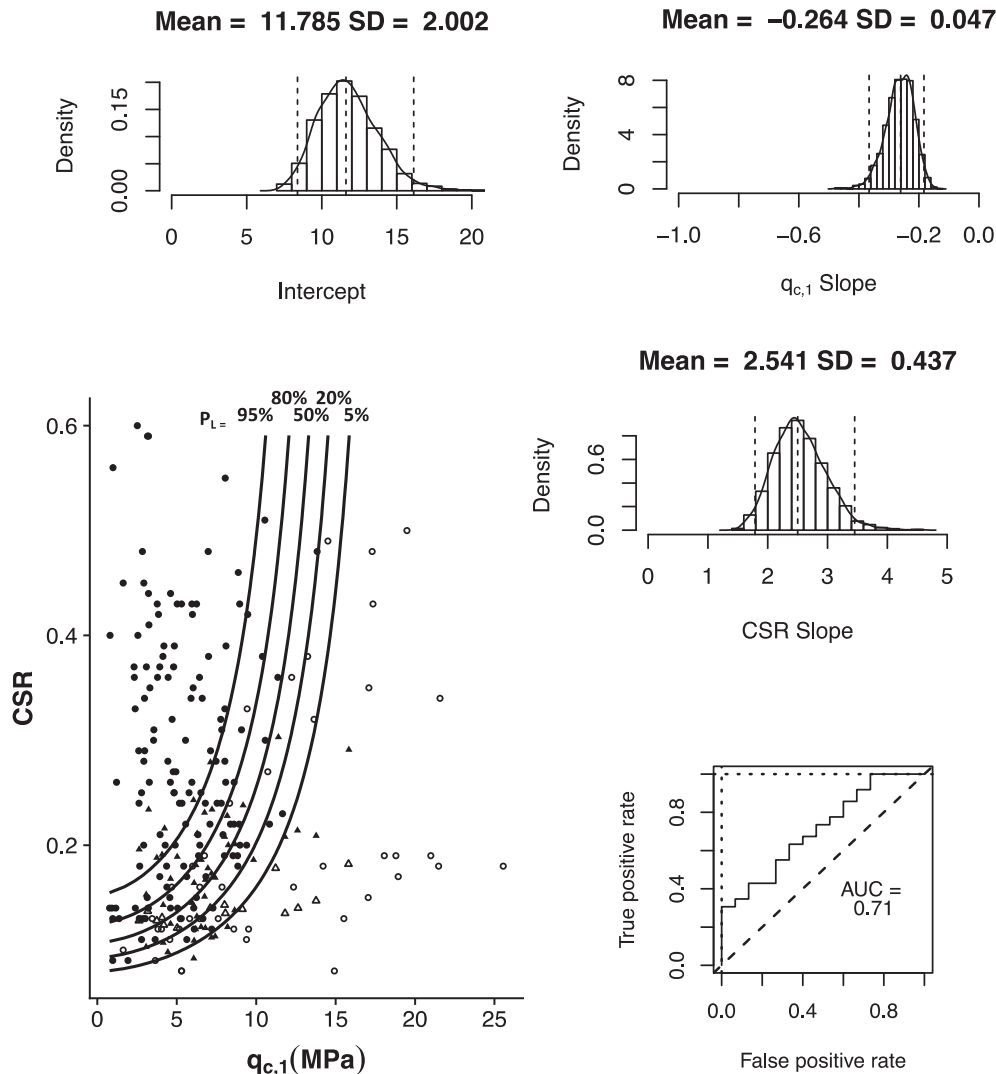 Mean = 11.785 SD = 2.002
Density
0.00
0.15
0
5
10
15
20
Intercept
Mean = −0.264 SD = 0.047
Density
0
4
8
−1.0
−0.6
−0.2
0.0
qc,1 Slope
Mean = 2.541 SD = 0.437
Density
0.0
0.6
0
1
2
3
4
5
CSR Slope
PL = 95% 80% 50% 20% 5%
CSR
0.6
0.4
0.2
0
5
10
15
20
25
qc,1(MPa)
True positive rate
0.0
0.4
0.8
AUC =
0.71
0.0
0.4
0.8
False positive rate